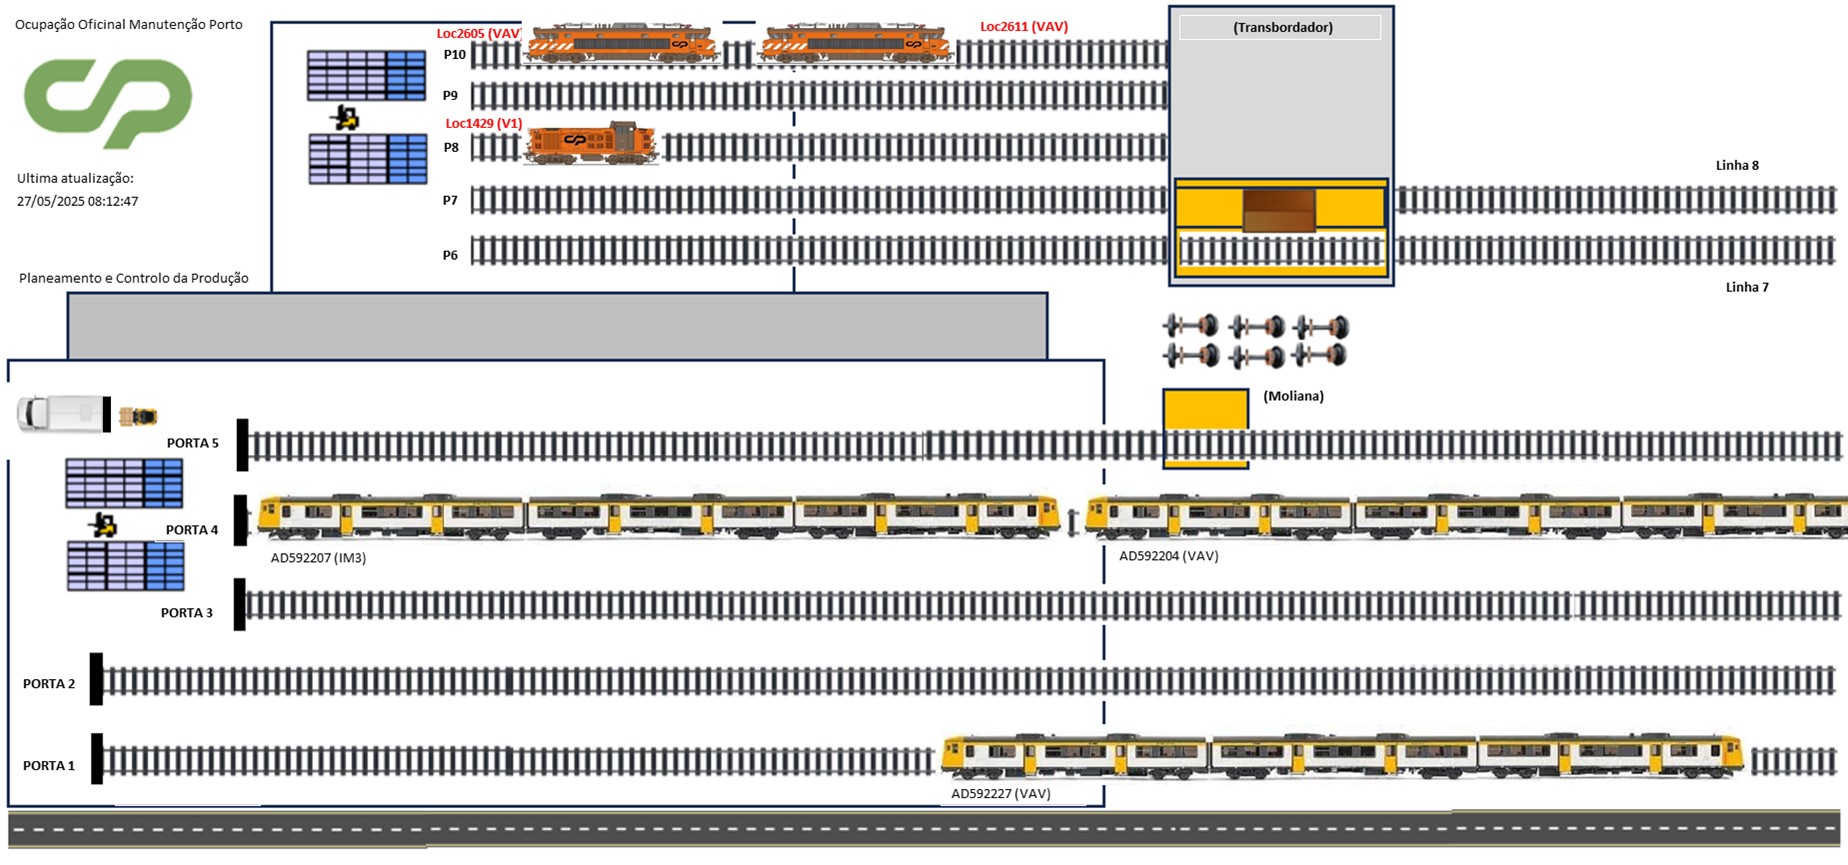 Ocupação Oficinal Manutenção Porto
Ultima atualização:
27/05/2025 08:12:47
Planeamento e Controlo da Produção
Loc2605 (VAV)
Loc2611 (VAV)
P10
P9
Loc1429 (V1)
P8
P7
P6
(Transbordador)
Linha 8
Linha 7
(Moliana)
PORTA 5
PORTA 4
AD592207 (IM3)
AD592204 (VAV)
PORTA 3
PORTA 2
PORTA 1
AD592227 (VAV)